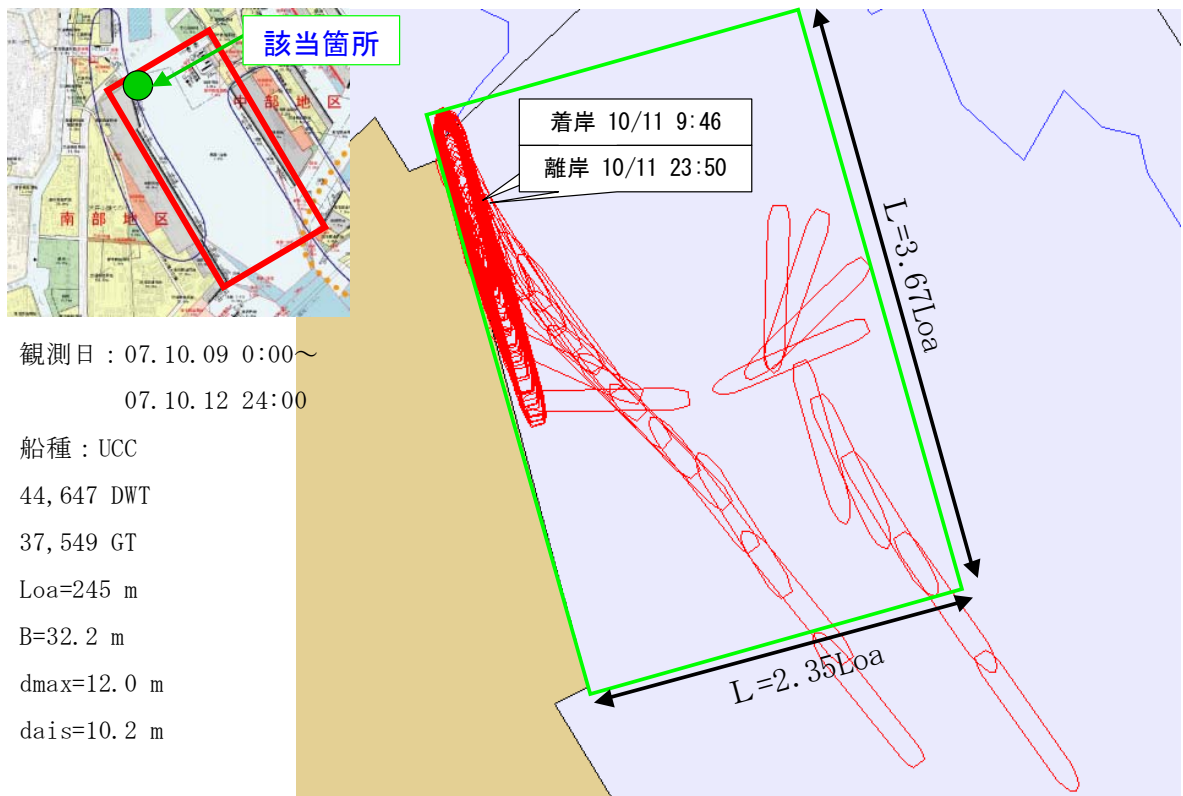 該当箇所
中部地区
南部地区
着岸 10/11 9:46
離岸 10/11 23:50
L=3.67Loa
L=2.35Loa
観測日：07.10.09 0:00～
07.10.12 24:00
船種：UCC
44,647 DWT
37,549 GT
Loa=245 m
B=32.2 m
dmax=12.0 m
dais=10.2 m